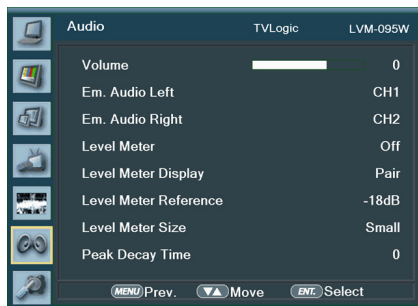 Audio TVLogic LVM-095W
Volume 0
Em. Audio Left CH1
Em. Audio Right CH2
Level Meter Off
Level Meter Display Pair
Level Meter Reference -18dB
Level Meter Size Small
Peak Decay Time 0
MENU Prev. ▼▲ Move ENT. Select